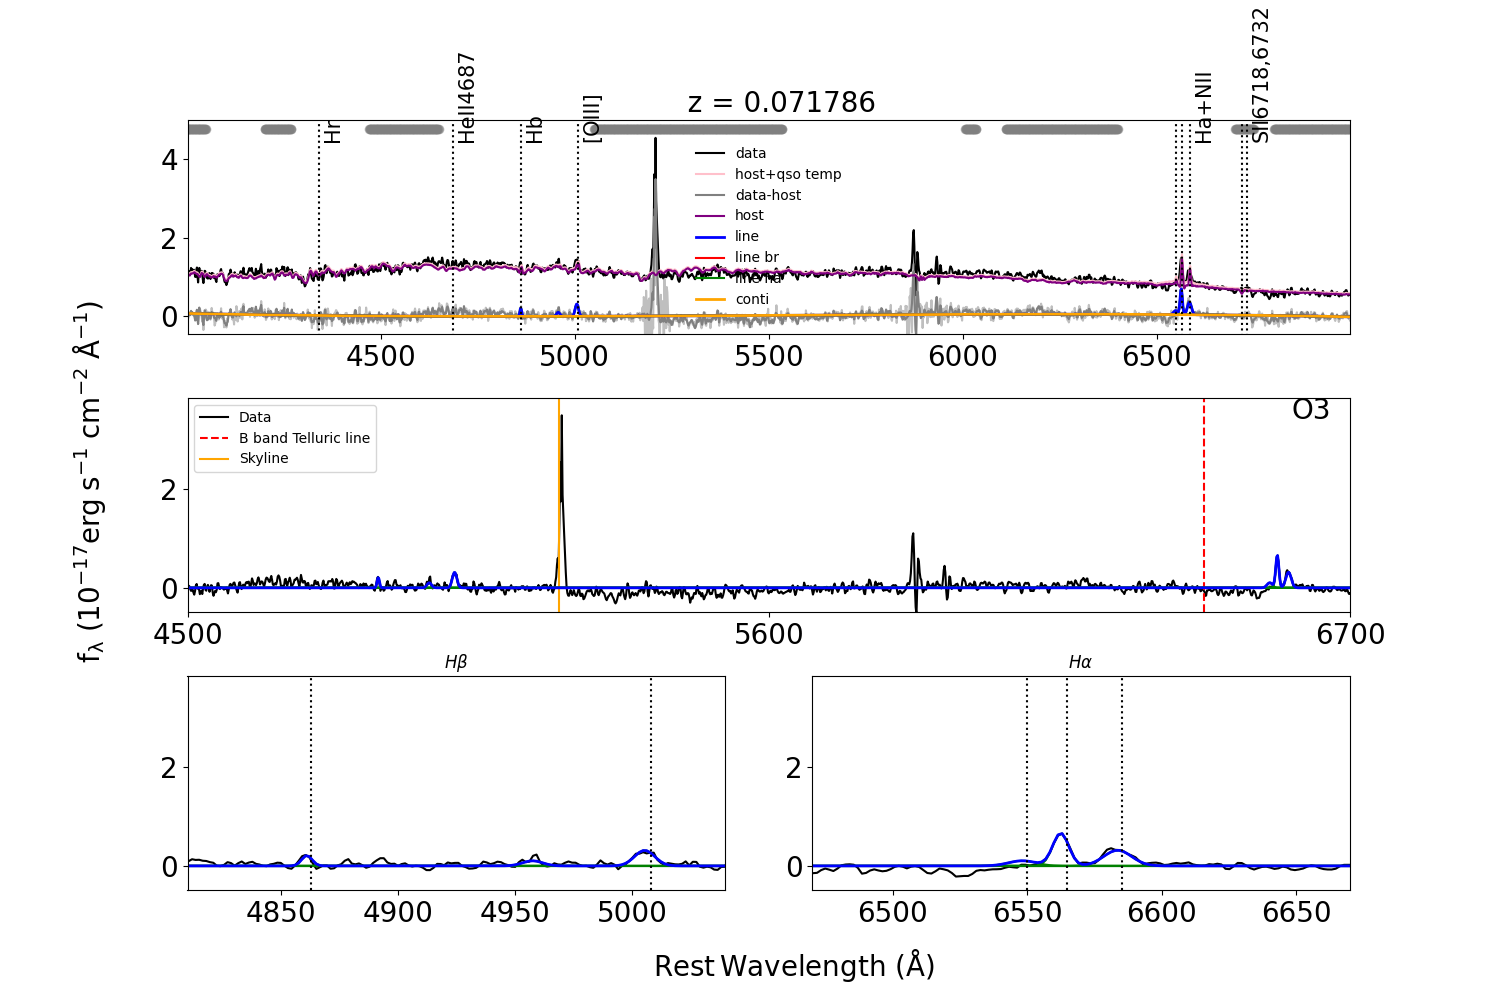 z = 0.071786
Hr
HeII4687
Hb
[OIII]
Ha+NII
SII6718,6732
data
host+qso temp
data-host
host
line
line br
line na
conti
4
2
0
4500
5000
5500
6000
6500
f_λ (10^−17 erg s^−1 cm^−2 Å^−1)
O3
Data
B band Telluric line
Skyline
2
0
4500
5600
6700
Hβ
2
0
4850
4900
4950
5000
Hα
2
0
6500
6550
6600
6650
Rest Wavelength (Å)